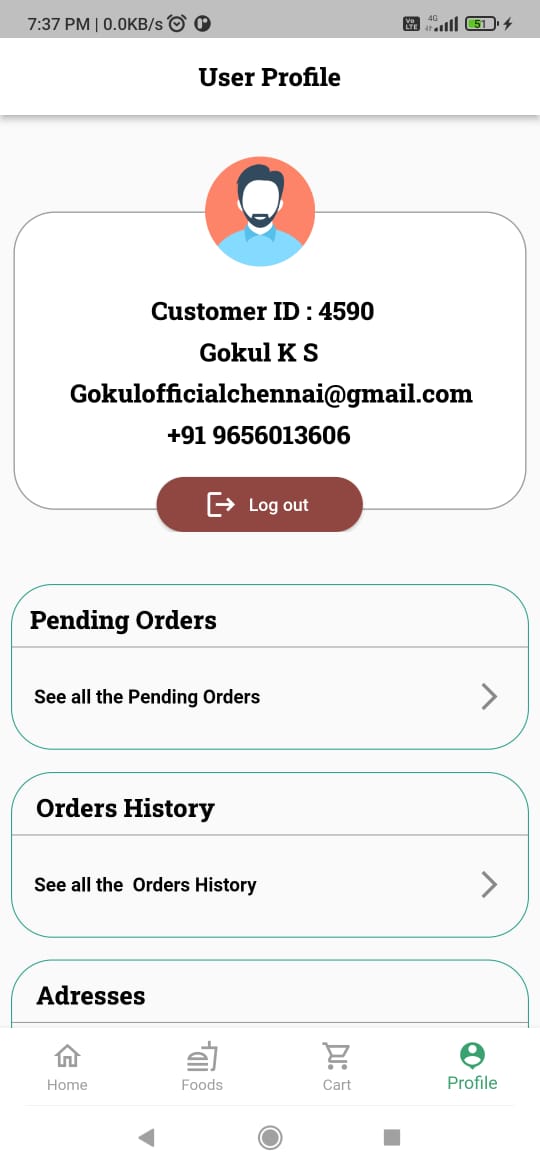 7:37 PM | 0.0KB/s
Vo LTE 4G 51
User Profile
Customer ID : 4590
Gokul K S
Gokulofficialchennai@gmail.com
+91 9656013606
Log out
Pending Orders
See all the Pending Orders
Orders History
See all the  Orders History
Adresses
Home Foods Cart Profile